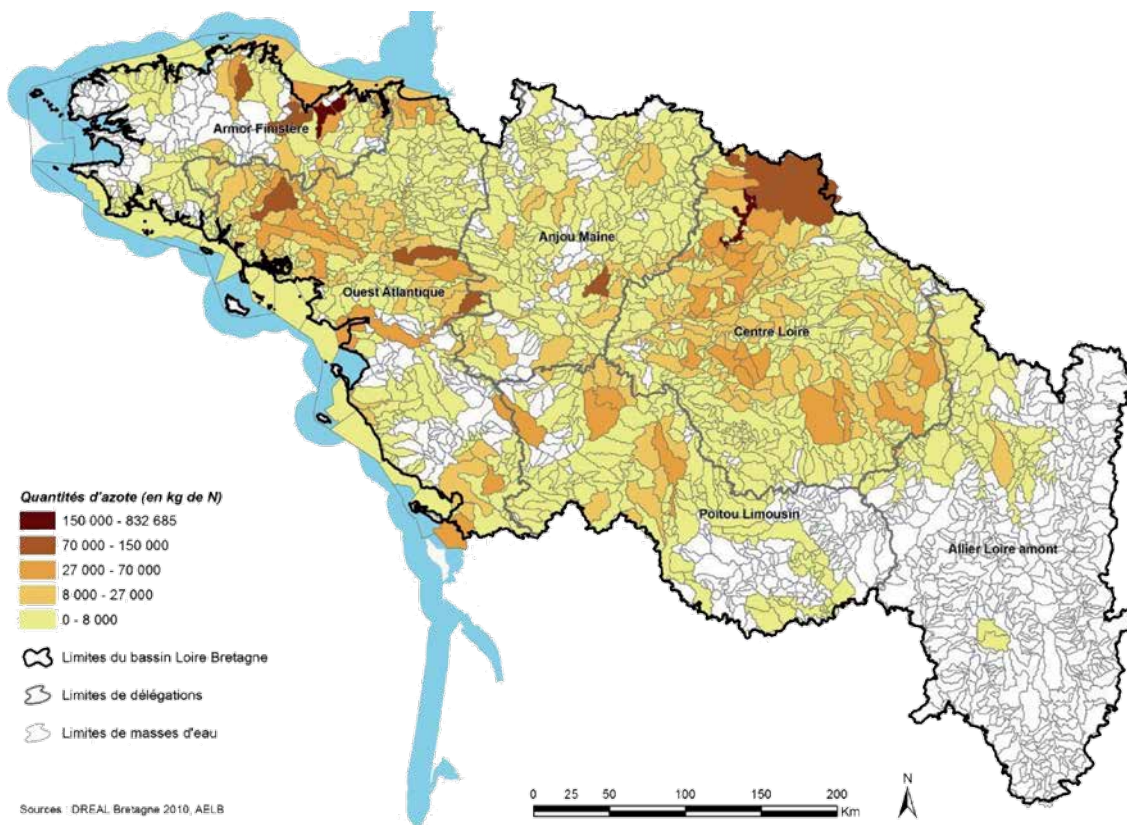 Armor-Finistère
Anjou Maine
Ouest Atlantique
Centre Loire
Poitou Limousin
Allier Loire amont
Quantités d'azote (en kg de N)
150 000 - 832 685
70 000 - 150 000
27 000 - 70 000
8 000 - 27 000
0 - 8 000
Limites du bassin Loire Bretagne
Limites de délégations
Limites de masses d'eau
Sources : DREAL Bretagne 2010, AELB
0 25 50 100 150 200
Km
N